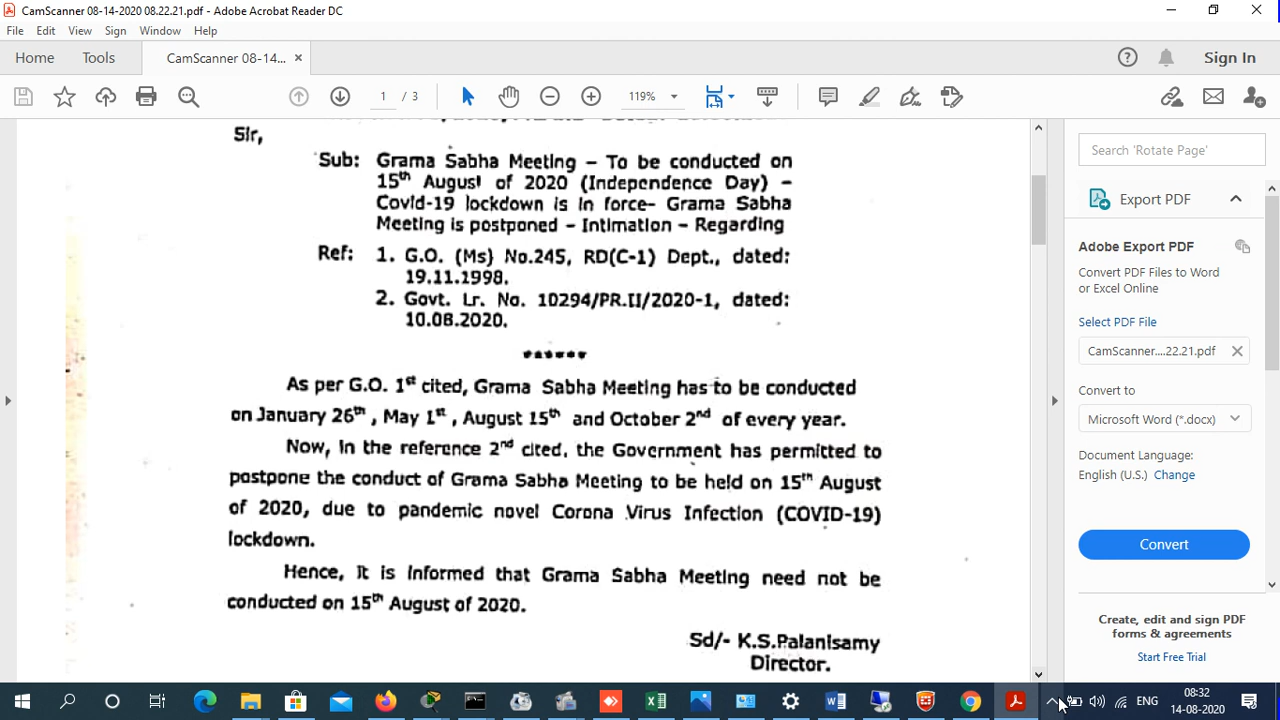 CamScanner 08-14-2020 08.22.21.pdf - Adobe Acrobat Reader DC
File Edit View Sign Window Help
Home Tools CamScanner 08-14... × Sign In
1 / 3 119%
Search 'Rotate Page'
Export PDF
Adobe Export PDF
Convert PDF Files to Word
or Excel Online
Select PDF File
CamScanner....22.21.pdf
Convert to
Microsoft Word (*.docx)
Document Language:
English (U.S.) Change
Convert
Create, edit and sign PDF
forms & agreements
Start Free Trial
Sir,
Sub: Grama Sabha Meeting – To be conducted on
15th August of 2020 (Independence Day) –
Covid-19 lockdown is in force- Grama Sabha
Meeting is postponed – Intimation – Regarding
Ref: 1. G.O. (Ms) No.245, RD(C-1) Dept., dated:
19.11.1998.
2. Govt. Lr. No. 10294/PR.II/2020-1, dated:
10.08.2020.
******
As per G.O. 1st cited, Grama Sabha Meeting has to be conducted
on January 26th , May 1st , August 15th and October 2nd of every year.
Now, in the reference 2nd cited, the Government has permitted to
postpone the conduct of Grama Sabha Meeting to be held on 15th August
of 2020, due to pandemic novel Corona Virus Infection (COVID-19)
lockdown.
Hence, it is informed that Grama Sabha Meeting need not be
conducted on 15th August of 2020.
Sd/- K.S.Palanisamy
Director.
ENG 08:32
14-08-2020